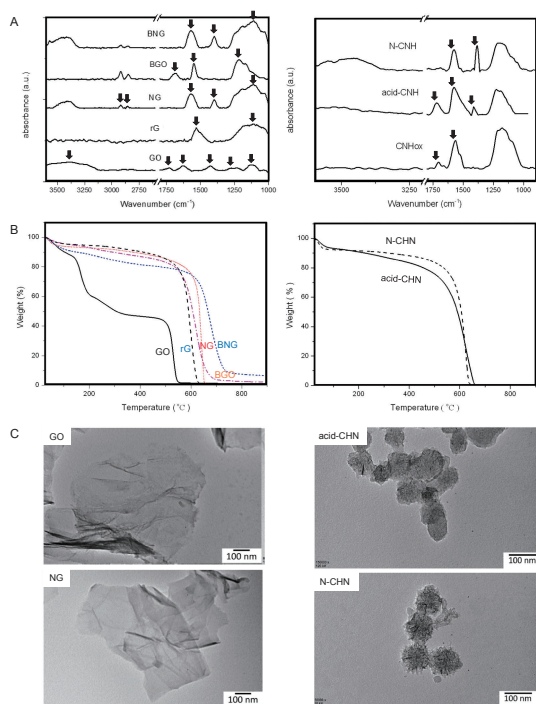 A
BNG
BGO
NG
rG
GO
absorbance (a.u.)
3500 3000 2750 1750 1500 1250 1000
Wavenumber (cm-1)
N-CNH
acid-CNH
CNHox
absorbance (a.u.)
3500 3250 1750 1500 1250 1000
Wavenumber (cm-1)
B
Weight (%)
100
80
60
40
20
0
GO
rG
NG
BNG
BGO
200 400 600 800
Temperature (°C)
Weight ( % )
100
80
60
40
20
0
N-CHN
acid-CHN
200 400 600 800
Temperature (°C)
C
GO
100 nm
acid-CHN
100 nm
NG
100 nm
N-CHN
100 nm